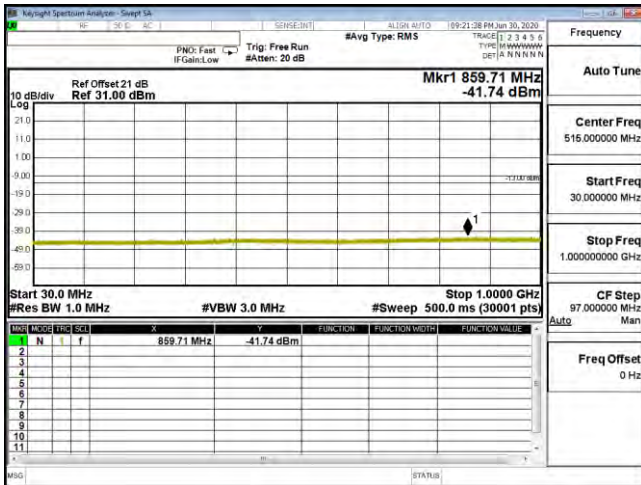 Keysight Spectrum Analyzer - Swept SA
RF 50 Ω AC SENSE:INT ALIGN AUTO 09:21:38 PM Jun 30, 2020
#Avg Type: RMS TRACE 1 2 3 4 5 6
PNO: Fast Trig: Free Run TYPE M WWWWW
IFGain:Low #Atten: 20 dB DET A N N N N N
Ref Offset 21 dB Mkr1 859.71 MHz
10 dB/div Ref 31.00 dBm -41.74 dBm
Log
21.0
11.0
1.00
-9.00
-13.00 dBm
-19.0
-29.0
-39.0
1
-49.0
-59.0
Start 30.0 MHz Stop 1.0000 GHz
#Res BW 1.0 MHz #VBW 3.0 MHz #Sweep 500.0 ms (30001 pts)
MKR MODE TRC SCL X Y FUNCTION FUNCTION WIDTH FUNCTION VALUE
1 N 1 f 859.71 MHz -41.74 dBm
2
3
4
5
6
7
8
9
10
11
MSG STATUS
Frequency
Auto Tune
Center Freq
515.000000 MHz
Start Freq
30.000000 MHz
Stop Freq
1.000000000 GHz
CF Step
97.000000 MHz
Auto Man
Freq Offset
0 Hz